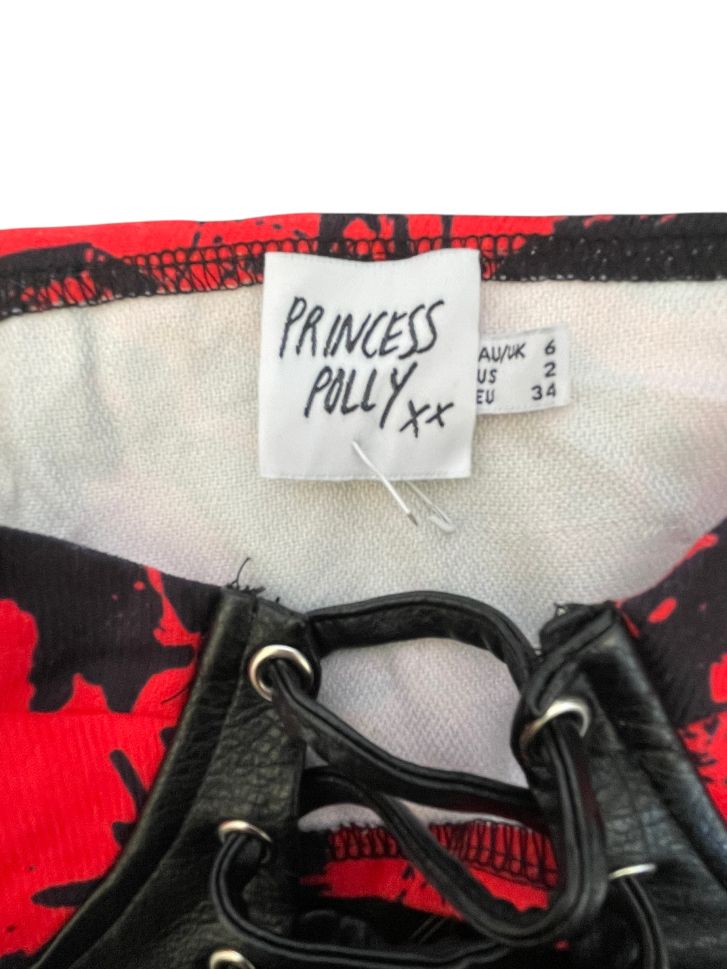 PRINCESS
POLLY xx
AU/UK 6
US 2
EU 34